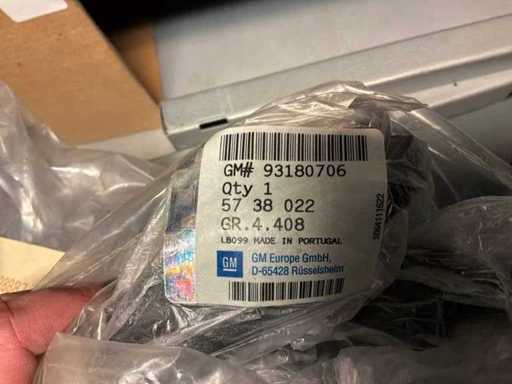 GM# 93180706
Qty 1
57 38 022
GR.4.408
LB099 MADE IN PORTUGAL
GM
GM Europe GmbH,
D-65428 Rüsselsheim